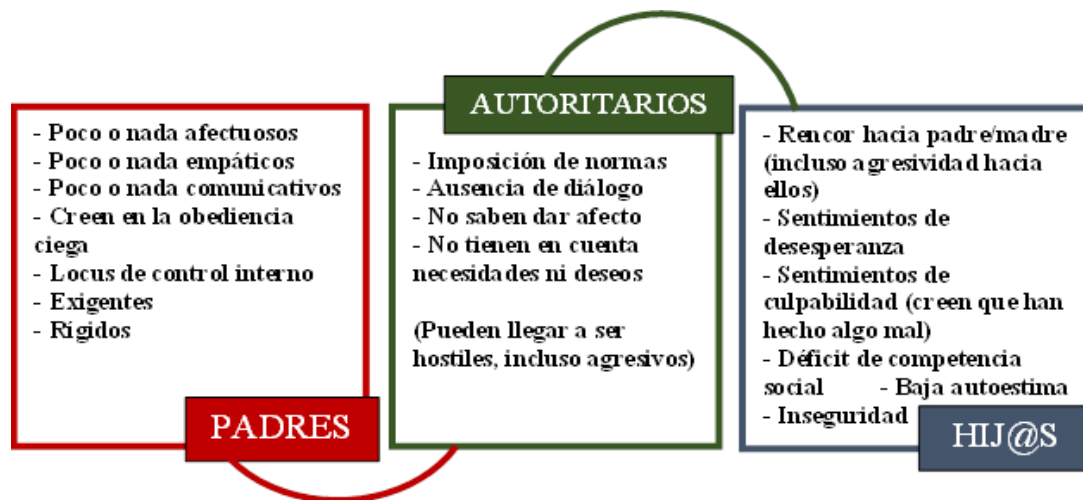 - Poco o nada afectuosos
- Poco o nada empáticos
- Poco o nada comunicativos
- Creen en la obediencia
ciega
- Locus de control interno
- Exigentes
- Rígidos
PADRES
AUTORITARIOS
- Imposición de normas
- Ausencia de diálogo
- No saben dar afecto
- No tienen en cuenta
necesidades ni deseos
(Pueden llegar a ser
hostiles, incluso agresivos)
- Rencor hacia padre/madre
(incluso agresividad hacia
ellos)
- Sentimientos de
desesperanza
- Sentimientos de
culpabilidad (creen que han
hecho algo mal)
- Déficit de competencia
social - Baja autoestima
- Inseguridad
HIJ@S